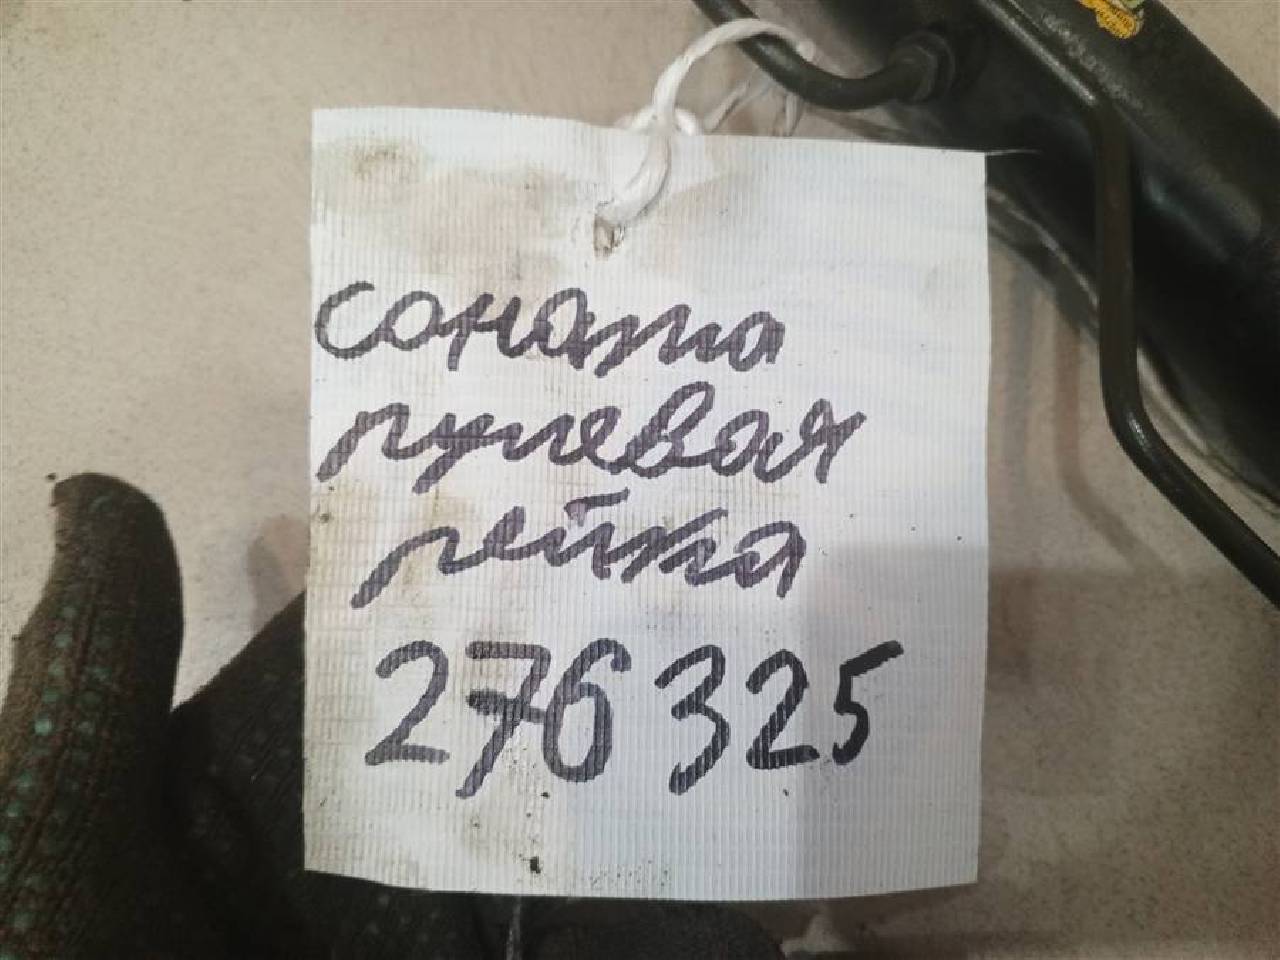 соната
рулевая
рейка
276325